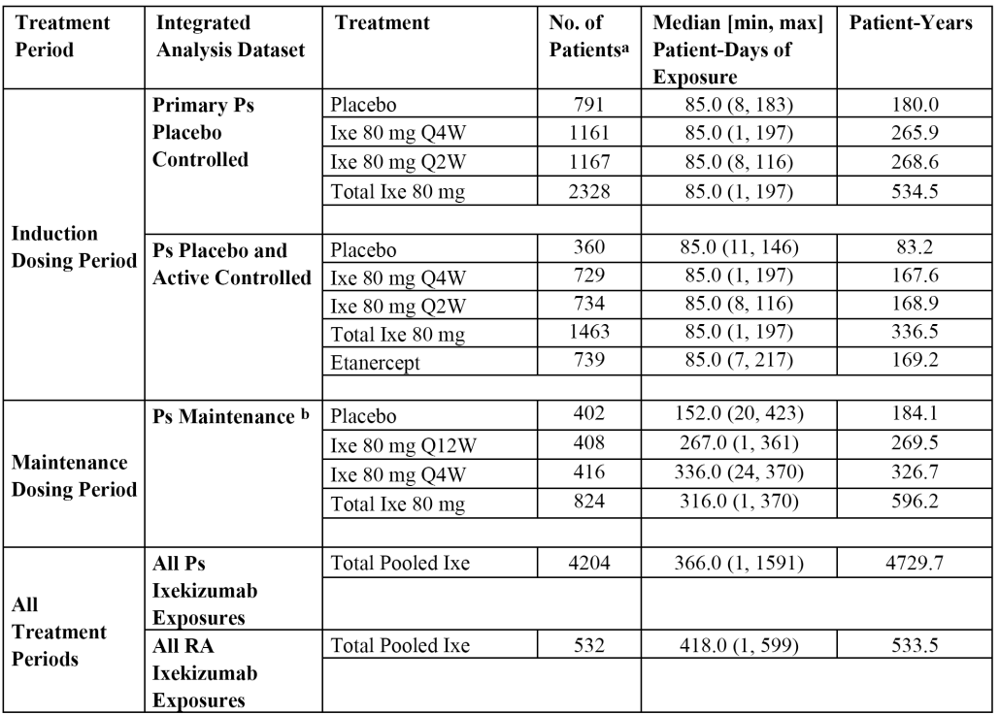 Treatment Period Integrated Analysis Dataset Treatment No. of Patientsa Median [min, max] Patient-Days of Exposure Patient-Years
Induction Dosing Period
Primary Ps Placebo Controlled
Placebo 791 85.0 (8, 183) 180.0
Ixe 80 mg Q4W 1161 85.0 (1, 197) 265.9
Ixe 80 mg Q2W 1167 85.0 (8, 116) 268.6
Total Ixe 80 mg 2328 85.0 (1, 197) 534.5
Ps Placebo and Active Controlled
Placebo 360 85.0 (11, 146) 83.2
Ixe 80 mg Q4W 729 85.0 (1, 197) 167.6
Ixe 80 mg Q2W 734 85.0 (8, 116) 168.9
Total Ixe 80 mg 1463 85.0 (1, 197) 336.5
Etanercept 739 85.0 (7, 217) 169.2
Maintenance Dosing Period
Ps Maintenance b
Placebo 402 152.0 (20, 423) 184.1
Ixe 80 mg Q12W 408 267.0 (1, 361) 269.5
Ixe 80 mg Q4W 416 336.0 (24, 370) 326.7
Total Ixe 80 mg 824 316.0 (1, 370) 596.2
All Treatment Periods
All Ps Ixekizumab Exposures
Total Pooled Ixe 4204 366.0 (1, 1591) 4729.7
All RA Ixekizumab Exposures
Total Pooled Ixe 532 418.0 (1, 599) 533.5